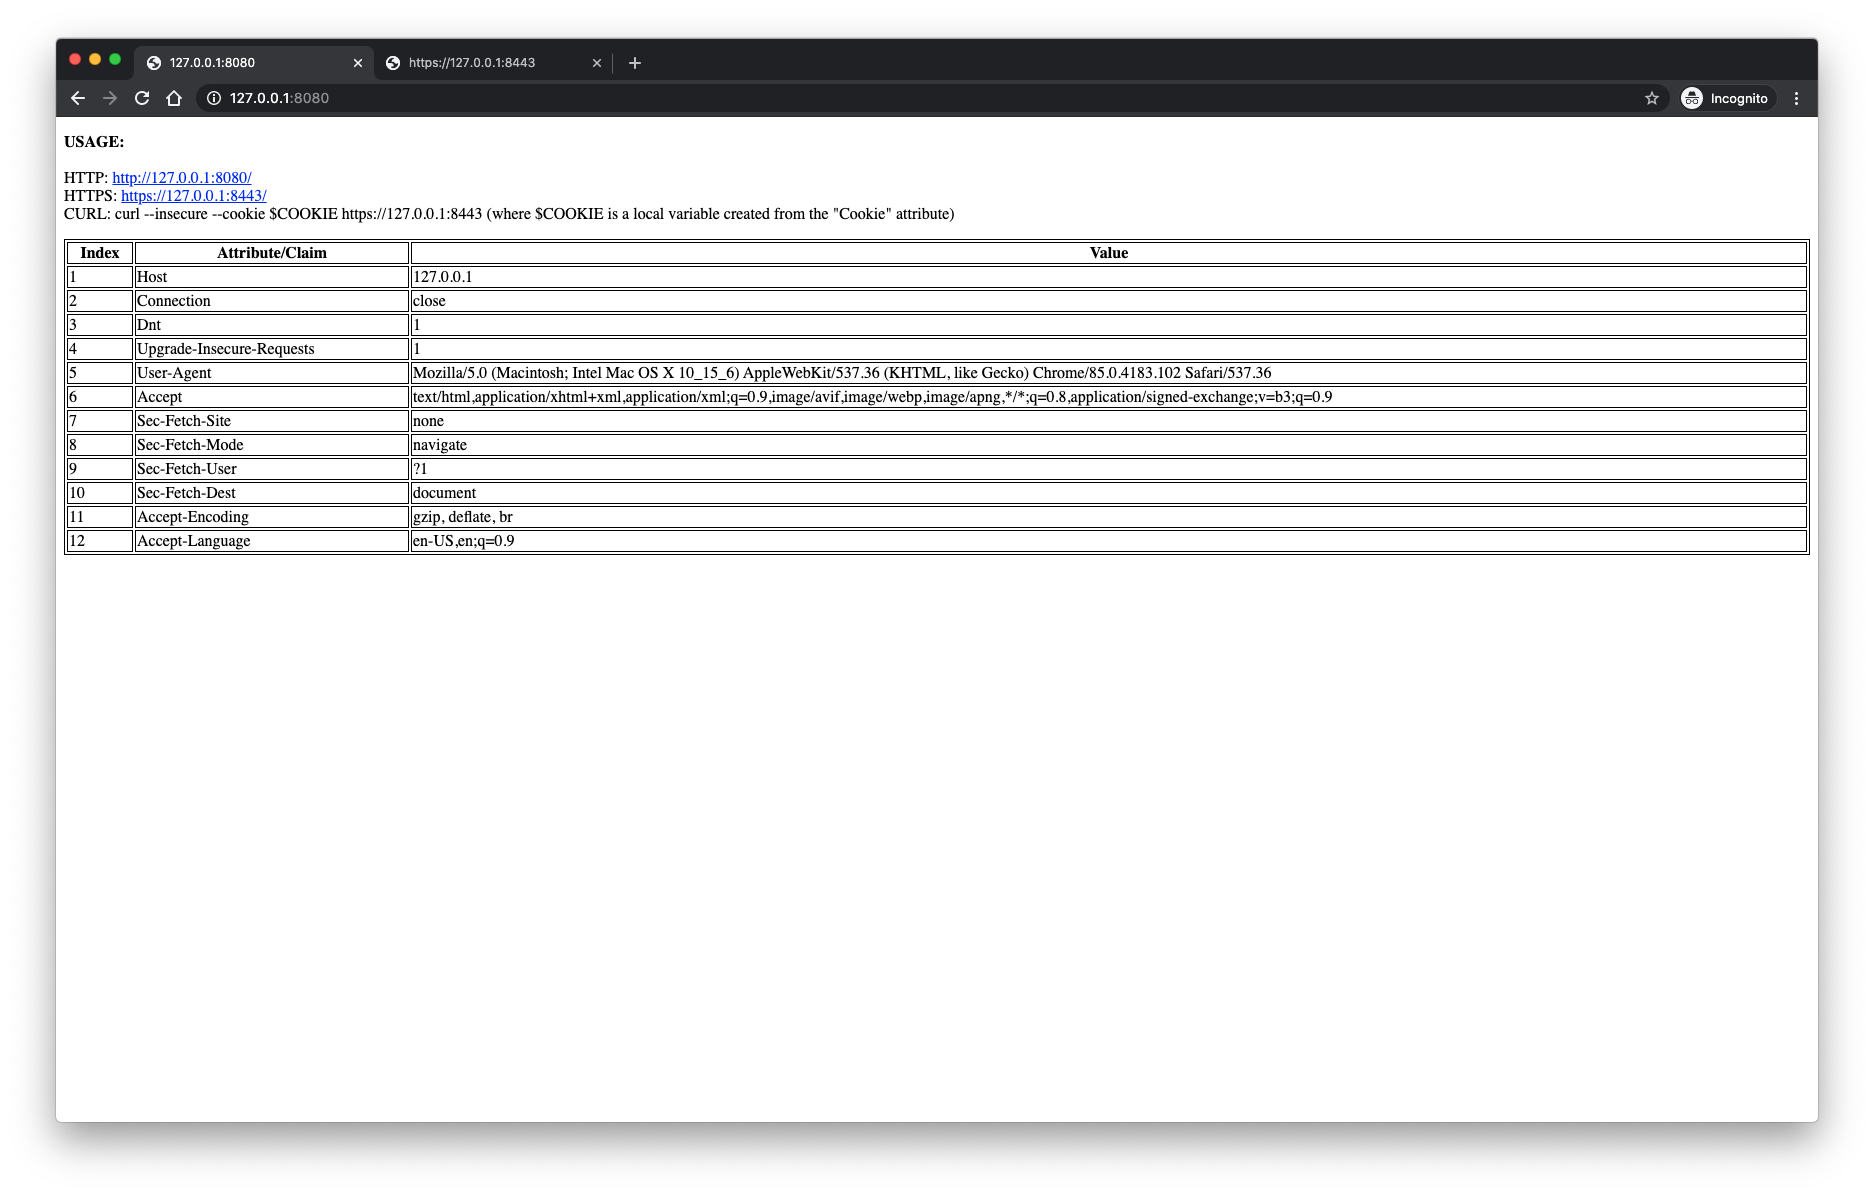 127.0.0.1:8080
https://127.0.0.1:8443
127.0.0.1:8080
Incognito
USAGE:
HTTP: http://127.0.0.1:8080/
HTTPS: https://127.0.0.1:8443/
CURL: curl --insecure --cookie $COOKIE https://127.0.0.1:8443 (where $COOKIE is a local variable created from the "Cookie" attribute)
Index Attribute/Claim Value
1 Host 127.0.0.1
2 Connection close
3 Dnt 1
4 Upgrade-Insecure-Requests 1
5 User-Agent Mozilla/5.0 (Macintosh; Intel Mac OS X 10_15_6) AppleWebKit/537.36 (KHTML, like Gecko) Chrome/85.0.4183.102 Safari/537.36
6 Accept text/html,application/xhtml+xml,application/xml;q=0.9,image/avif,image/webp,image/apng,*/*;q=0.8,application/signed-exchange;v=b3;q=0.9
7 Sec-Fetch-Site none
8 Sec-Fetch-Mode navigate
9 Sec-Fetch-User ?1
10 Sec-Fetch-Dest document
11 Accept-Encoding gzip, deflate, br
12 Accept-Language en-US,en;q=0.9